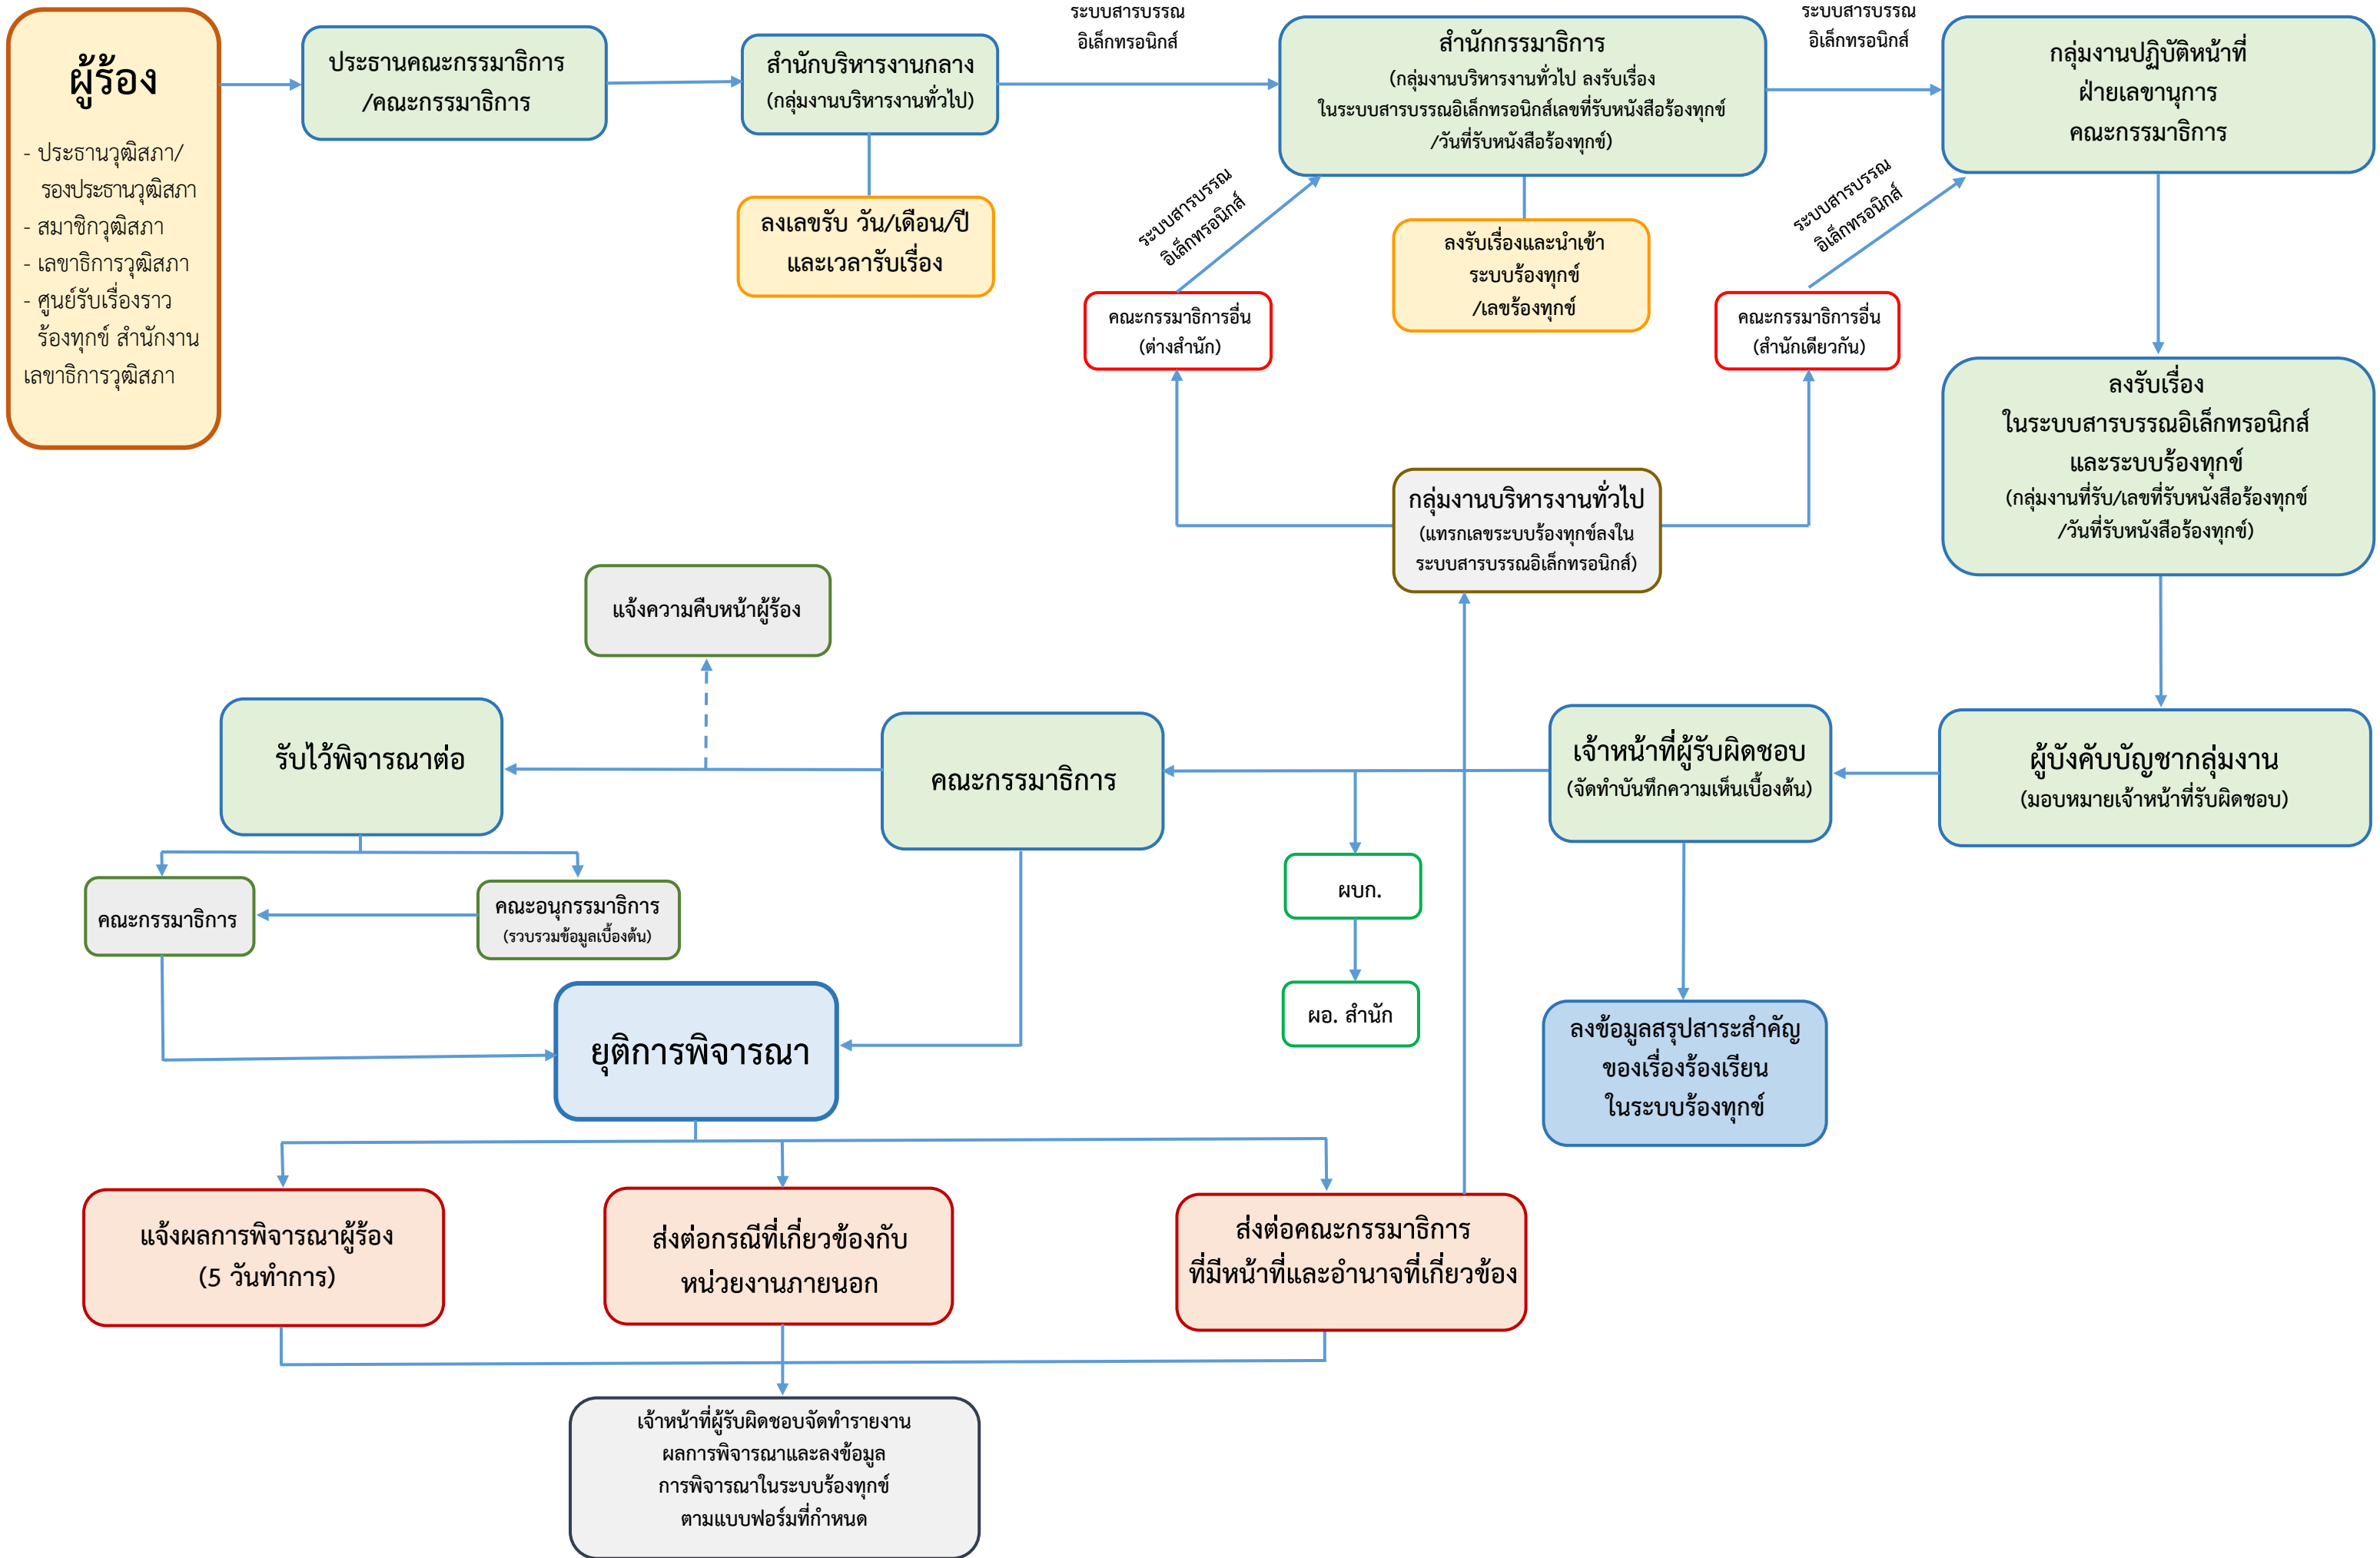 ผู้ร้อง
- ประธานวุฒิสภา/
รองประธานวุฒิสภา
- สมาชิกวุฒิสภา
- เลขาธิการวุฒิสภา
- ศูนย์รับเรื่องราว
ร้องทุกข์ สำนักงาน
เลขาธิการวุฒิสภา
ประธานคณะกรรมาธิการ
/คณะกรรมาธิการ
สำนักบริหารงานกลาง
(กลุ่มงานบริหารงานทั่วไป)
ลงเลขรับ วัน/เดือน/ปี
และเวลารับเรื่อง
ระบบสารบรรณ
อิเล็กทรอนิกส์
สำนักกรรมาธิการ
(กลุ่มงานบริหารงานทั่วไป ลงรับเรื่อง
ในระบบสารบรรณอิเล็กทรอนิกส์เลขที่รับหนังสือร้องทุกข์
/วันที่รับหนังสือร้องทุกข์)
ระบบสารบรรณ
อิเล็กทรอนิกส์
กลุ่มงานปฏิบัติหน้าที่
ฝ่ายเลขานุการ
คณะกรรมาธิการ
ระบบสารบรรณ
อิเล็กทรอนิกส์
คณะกรรมาธิการอื่น
(ต่างสำนัก)
ลงรับเรื่องและนำเข้า
ระบบร้องทุกข์
/เลขร้องทุกข์
ระบบสารบรรณ
อิเล็กทรอนิกส์
คณะกรรมาธิการอื่น
(สำนักเดียวกัน)
ลงรับเรื่อง
ในระบบสารบรรณอิเล็กทรอนิกส์
และระบบร้องทุกข์
(กลุ่มงานที่รับ/เลขที่รับหนังสือร้องทุกข์
/วันที่รับหนังสือร้องทุกข์)
กลุ่มงานบริหารงานทั่วไป
(แทรกเลขระบบร้องทุกข์ลงใน
ระบบสารบรรณอิเล็กทรอนิกส์)
แจ้งความคืบหน้าผู้ร้อง
รับไว้พิจารณาต่อ
คณะกรรมาธิการ
เจ้าหน้าที่ผู้รับผิดชอบ
(จัดทำบันทึกความเห็นเบื้องต้น)
ผู้บังคับบัญชากลุ่มงาน
(มอบหมายเจ้าหน้าที่รับผิดชอบ)
คณะกรรมาธิการ
คณะอนุกรรมาธิการ
(รวบรวมข้อมูลเบื้องต้น)
ผบก.
ผอ. สำนัก
ยุติการพิจารณา
ลงข้อมูลสรุปสาระสำคัญ
ของเรื่องร้องเรียน
ในระบบร้องทุกข์
แจ้งผลการพิจารณาผู้ร้อง
(5 วันทำการ)
ส่งต่อกรณีที่เกี่ยวข้องกับ
หน่วยงานภายนอก
ส่งต่อคณะกรรมาธิการ
ที่มีหน้าที่และอำนาจที่เกี่ยวข้อง
เจ้าหน้าที่ผู้รับผิดชอบจัดทำรายงาน
ผลการพิจารณาและลงข้อมูล
การพิจารณาในระบบร้องทุกข์
ตามแบบฟอร์มที่กำหนด